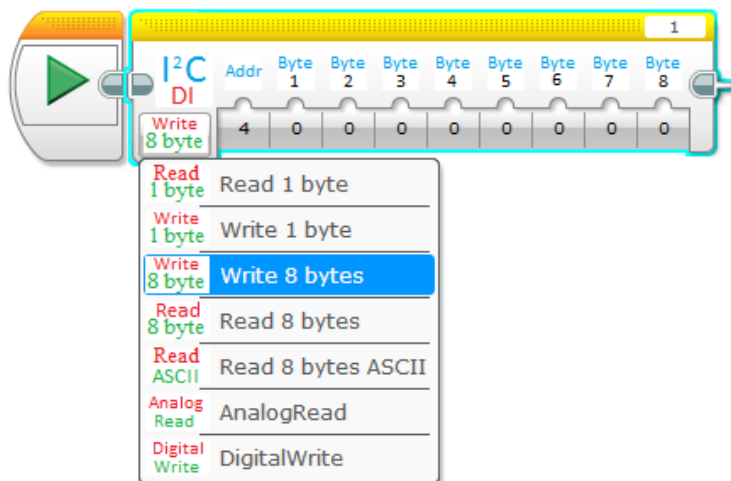 1
I²C
DI
Addr Byte 1 Byte 2 Byte 3 Byte 4 Byte 5 Byte 6 Byte 7 Byte 8
Write
8 byte
4 0 0 0 0 0 0 0 0
Read
1 byte
Read 1 byte
Write
1 byte
Write 1 byte
Write
8 byte
Write 8 bytes
Read
8 byte
Read 8 bytes
Read
ASCII
Read 8 bytes ASCII
Analog
Read
AnalogRead
Digital
Write
DigitalWrite